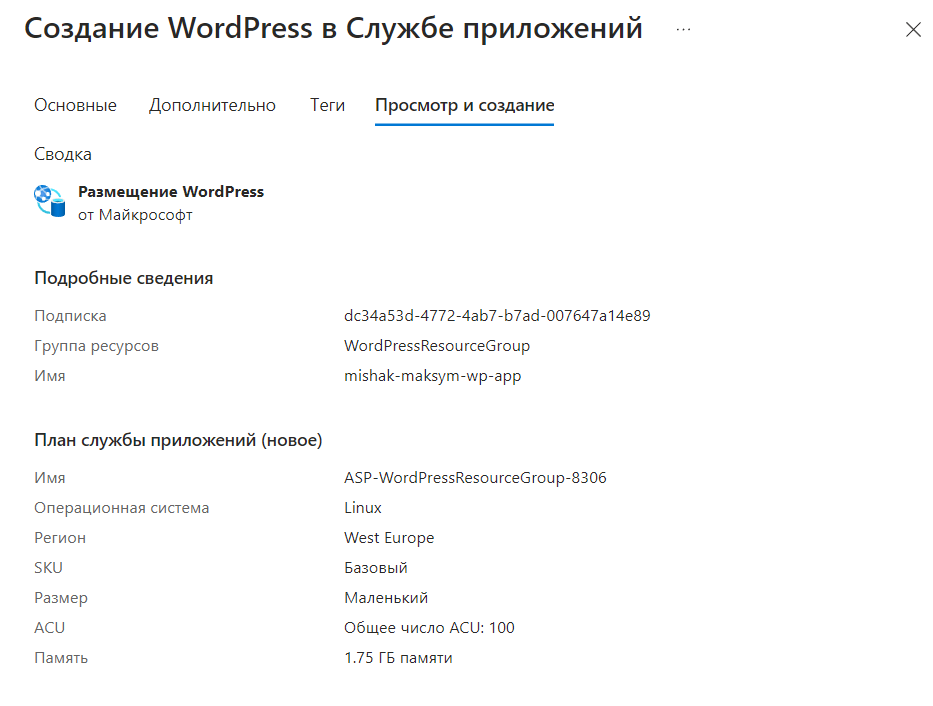 Создание WordPress в Службе приложений ...
Основные Дополнительно Теги Просмотр и создание
Сводка
Размещение WordPress
от Майкрософт
Подробные сведения
Подписка dc34a53d-4772-4ab7-b7ad-007647a14e89
Группа ресурсов WordPressResourceGroup
Имя mishak-maksym-wp-app
План службы приложений (новое)
Имя ASP-WordPressResourceGroup-8306
Операционная система Linux
Регион West Europe
SKU Базовый
Размер Маленький
ACU Общее число ACU: 100
Память 1.75 ГБ памяти